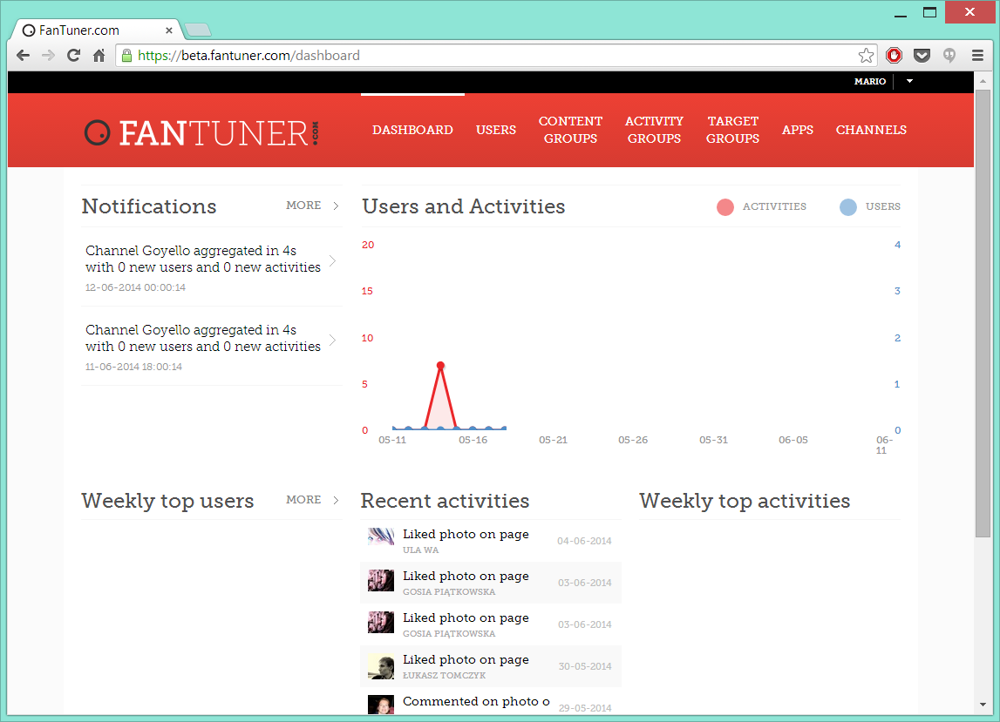 FanTuner.com
https://beta.fantuner.com/dashboard
MARIO
FANTUNER.COM
DASHBOARD
USERS
CONTENT
GROUPS
ACTIVITY
GROUPS
TARGET
GROUPS
APPS
CHANNELS
Notifications
MORE
Channel Goyello aggregated in 4s
with 0 new users and 0 new activities
12-06-2014 00:00:14
Channel Goyello aggregated in 4s
with 0 new users and 0 new activities
11-06-2014 18:00:14
Users and Activities
ACTIVITIES
USERS
20
4
15
3
10
2
5
1
0
0
05-11
05-16
05-21
05-26
05-31
06-05
06-
11
Weekly top users
MORE
Recent activities
Liked photo on page
ULA WA
04-06-2014
Liked photo on page
GOSIA PIĄTKOWSKA
03-06-2014
Liked photo on page
GOSIA PIĄTKOWSKA
03-06-2014
Liked photo on page
ŁUKASZ TOMCZYK
30-05-2014
Commented on photo o
29-05-2014
Weekly top activities